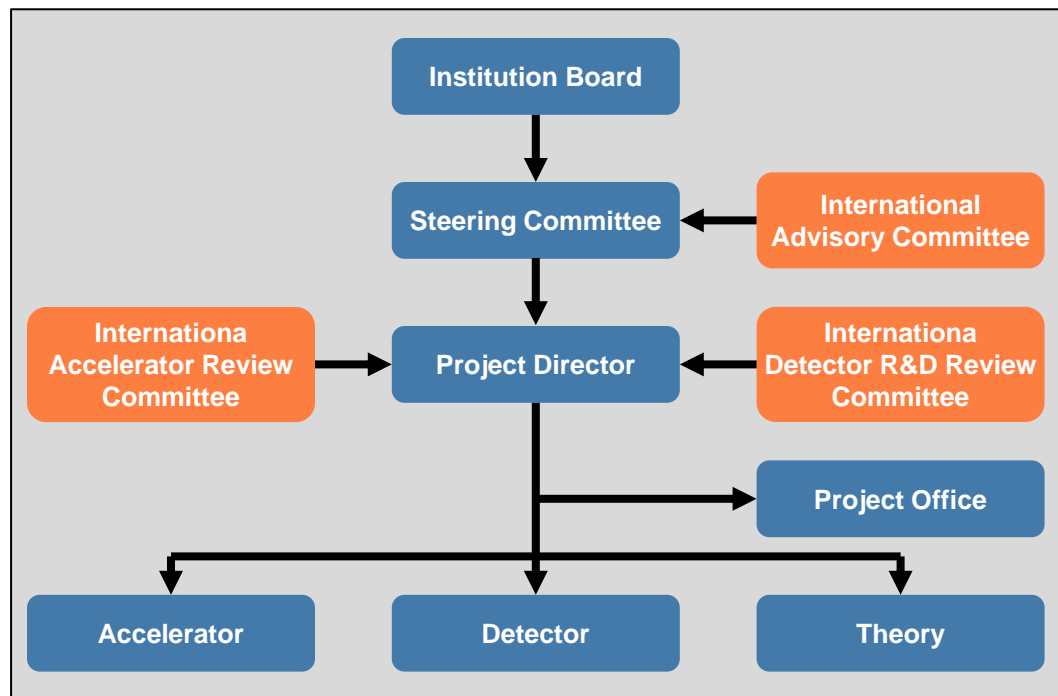 Institution Board
Steering Committee
International
Advisory Committee
Internationa
Accelerator Review
Committee
Project Director
Internationa
Detector R&D Review
Committee
Project Office
Accelerator
Detector
Theory